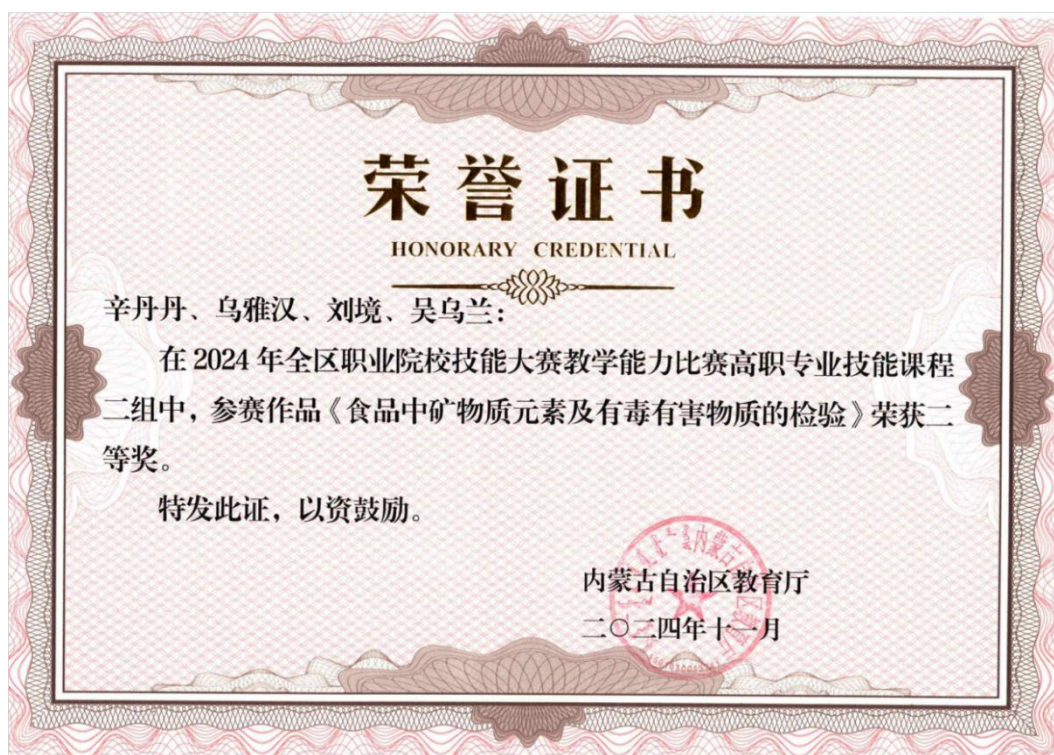 荣誉证书
HONORARY CREDENTIAL
辛丹丹、乌雅汉、刘境、吴乌兰：
在 2024 年全区职业院校技能大赛教学能力比赛高职专业技能课程
二组中，参赛作品《食品中矿物质元素及有毒有害物质的检验》荣获二
等奖。
特发此证，以资鼓励。
内蒙古自治区教育厅
二〇二四年十一月